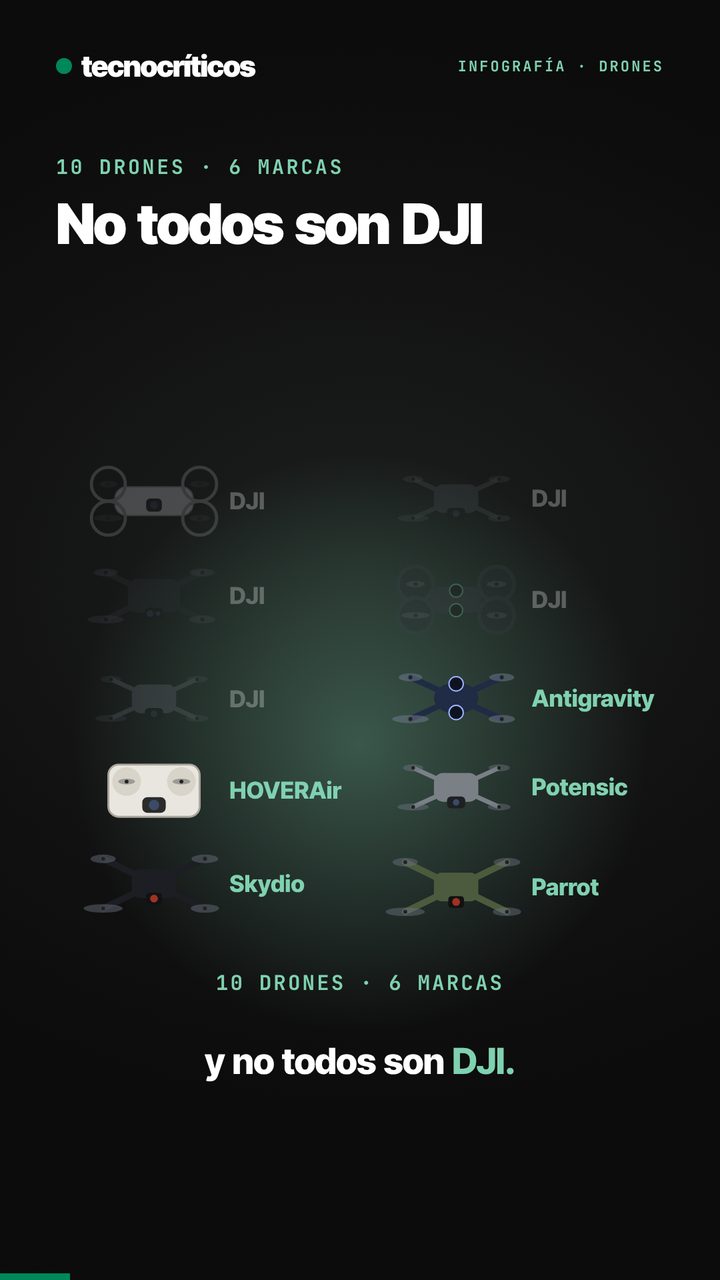 tecnocríticos
INFOGRAFÍA · DRONES
10 DRONES · 6 MARCAS
No todos son DJI
DJI
DJI
DJI
DJI
DJI
Antigravity
HOVERAir
Potensic
Skydio
Parrot
10 DRONES · 6 MARCAS
y no todos son DJI.